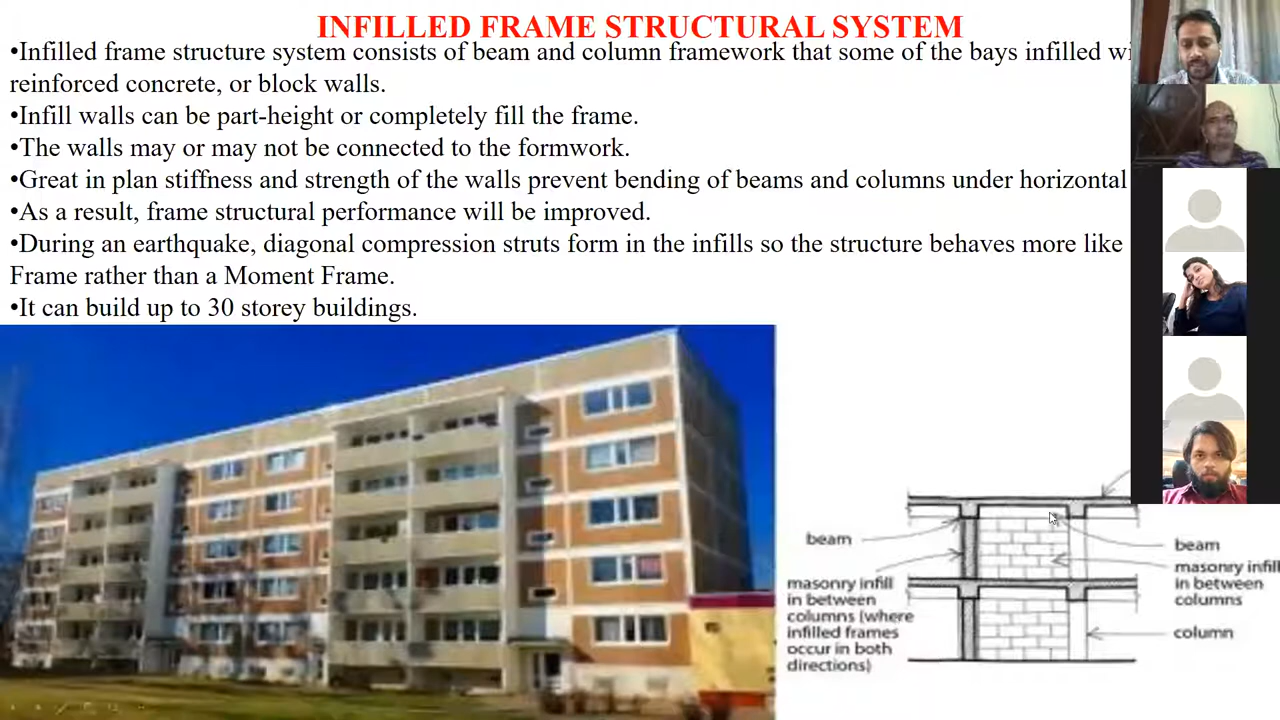 INFILLED FRAME STRUCTURAL SYSTEM
•Infilled frame structure system consists of beam and column framework that some of the bays infilled wi
reinforced concrete, or block walls.
•Infill walls can be part-height or completely fill the frame.
•The walls may or may not be connected to the formwork.
•Great in plan stiffness and strength of the walls prevent bending of beams and columns under horizontal
•As a result, frame structural performance will be improved.
•During an earthquake, diagonal compression struts form in the infills so the structure behaves more like
Frame rather than a Moment Frame.
•It can build up to 30 storey buildings.
beam
masonry infill
in between
columns (where
infilled frames
occur in both
directions)
beam
masonry infill
in between
columns
column